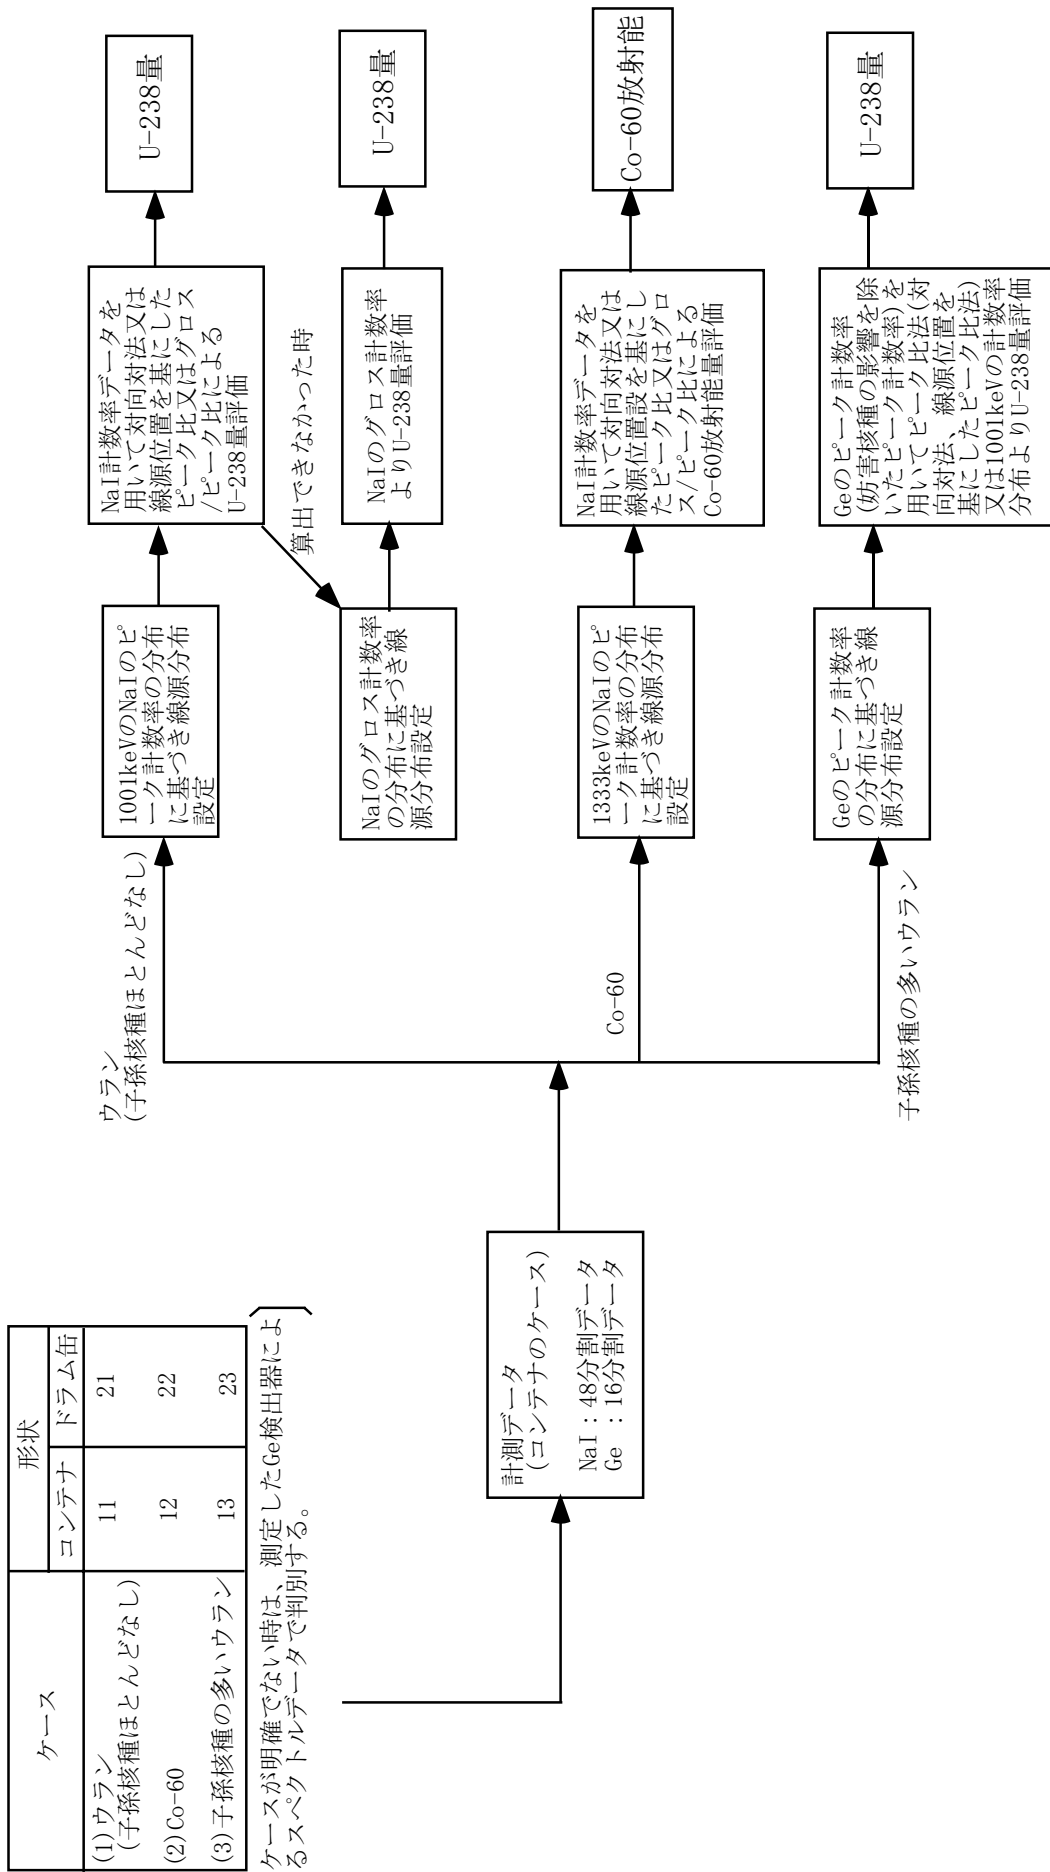 ケース
形状
コンテナ
ドラム缶
(1)ウラン
(子孫核種ほとんどなし)
11
21
(2)Co-60
12
22
(3)子孫核種の多いウラン
13
23
ケースが明確でない時は、測定したGe検出器によ
るスペクトルデータで判別する。
計測データ
(コンテナのケース)
NaI：48分割データ
Ge ：16分割データ
ウラン
(子孫核種ほとんどなし)
1001keVのNaIのピ
ーク計数率の分布
に基づき線源分布
設定
NaI計数率データを
用いて対向対法又は
線源位置を基にした
ピーク比又はグロス
/ピーク比による
U-238量評価
U-238量
算出できなかった時
NaIのグロス計数率
の分布に基づき線
源分布設定
NaIのグロス計数率
よりU-238量評価
U-238量
Co-60
1333keVのNaIのピ
ーク計数率の分布
に基づき線源分布
設定
NaI計数率データを
用いて対向対法又は
線源位置設を基にし
たピーク比又はグロ
ス/ピーク比による
Co-60放射能量評価
Co-60放射能
子孫核種の多いウラン
Geのピーク計数率
の分布に基づき線
源分布設定
Geのピーク計数率
(妨害核種の影響を除
いたピーク計数率)を
用いてピーク比法(対
向対法、線源位置を
基にしたピーク比法)
又は1001keVの計数率
分布よりU-238量評価
U-238量